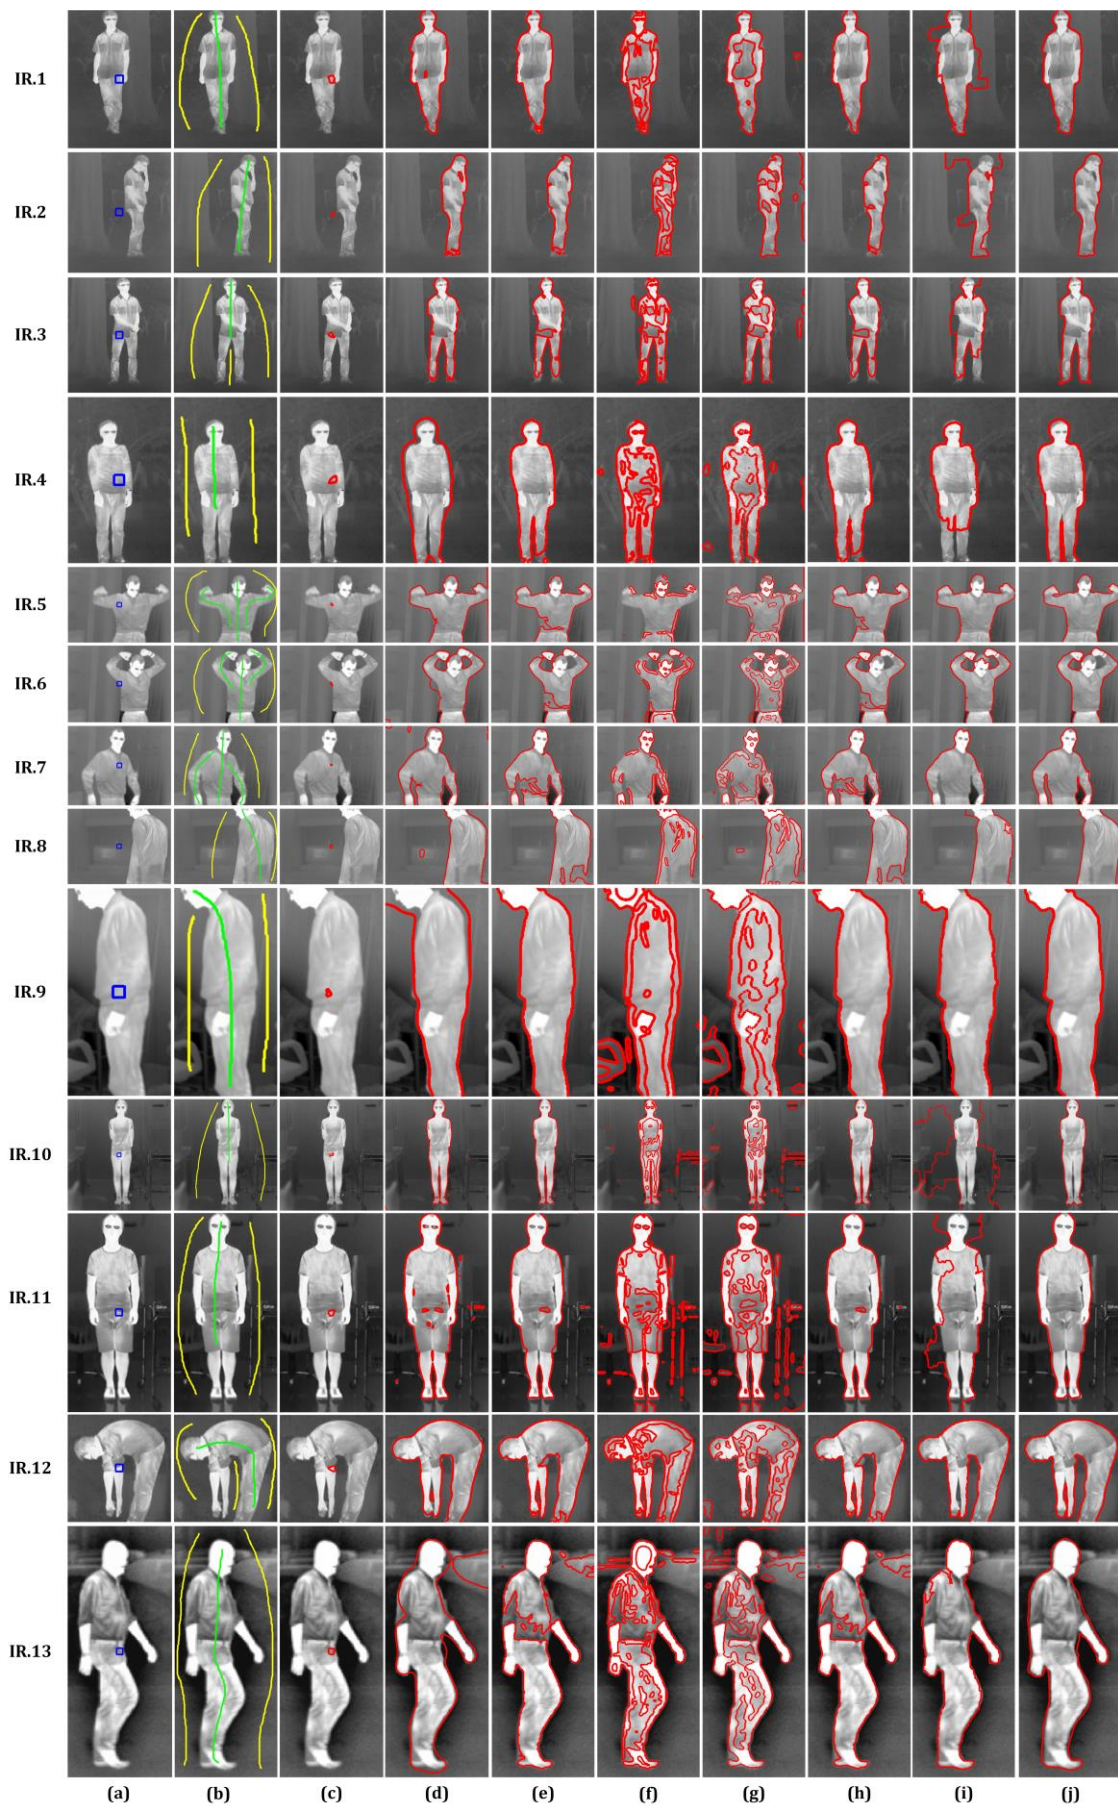 IR.1
IR.2
IR.3
IR.4
IR.5
IR.6
IR.7
IR.8
IR.9
IR.10
IR.11
IR.12
IR.13
(a) (b) (c) (d) (e) (f) (g) (h) (i) (j)